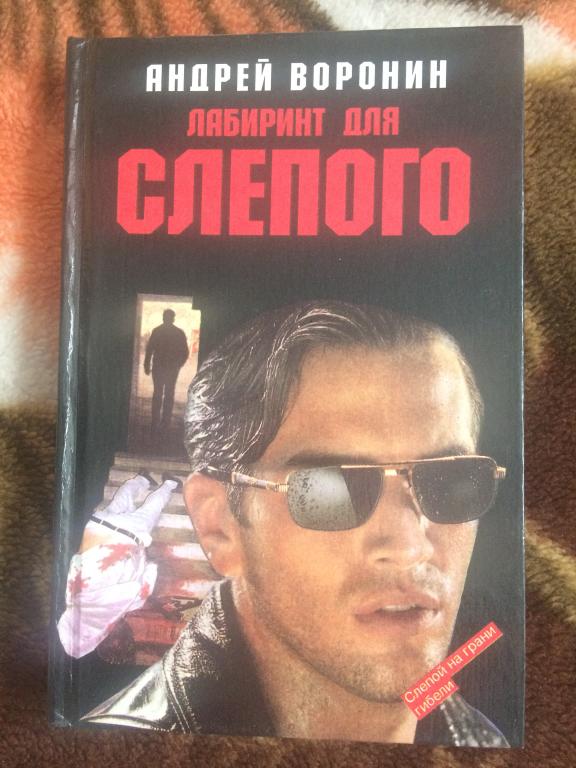 АНДРЕЙ ВОРОНИН
ЛАБИРИНТ ДЛЯ
СЛЕПОГО
Слепой на грани
гибели